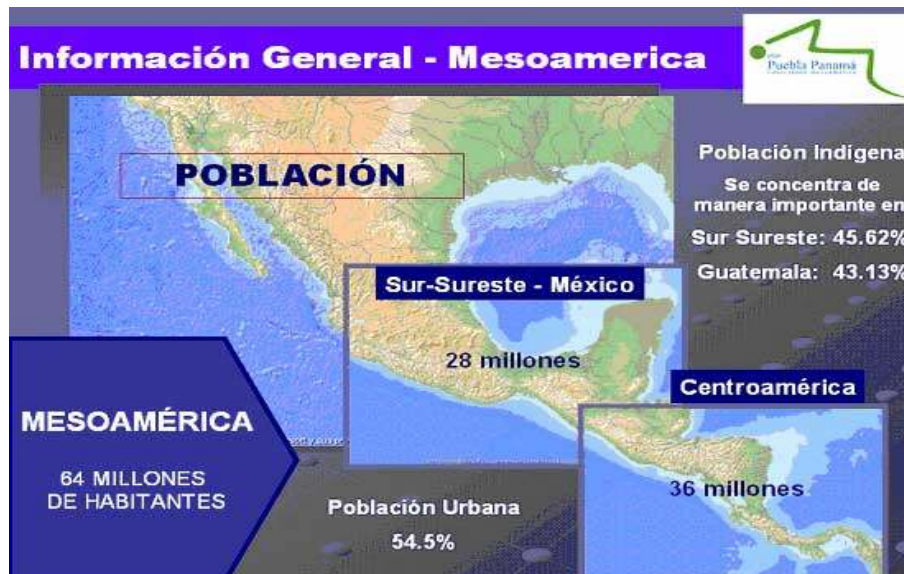 Información General - Mesoamerica
Puebla Panamá
POBLACIÓN
Población Indígena
Se concentra de
manera importante en
Sur Sureste: 45.62%
Guatemala: 43.13%
Sur-Sureste - México
28 millones
Centroamérica
36 millones
MESOAMÉRICA
64 MILLONES
DE HABITANTES
Población Urbana
54.5%